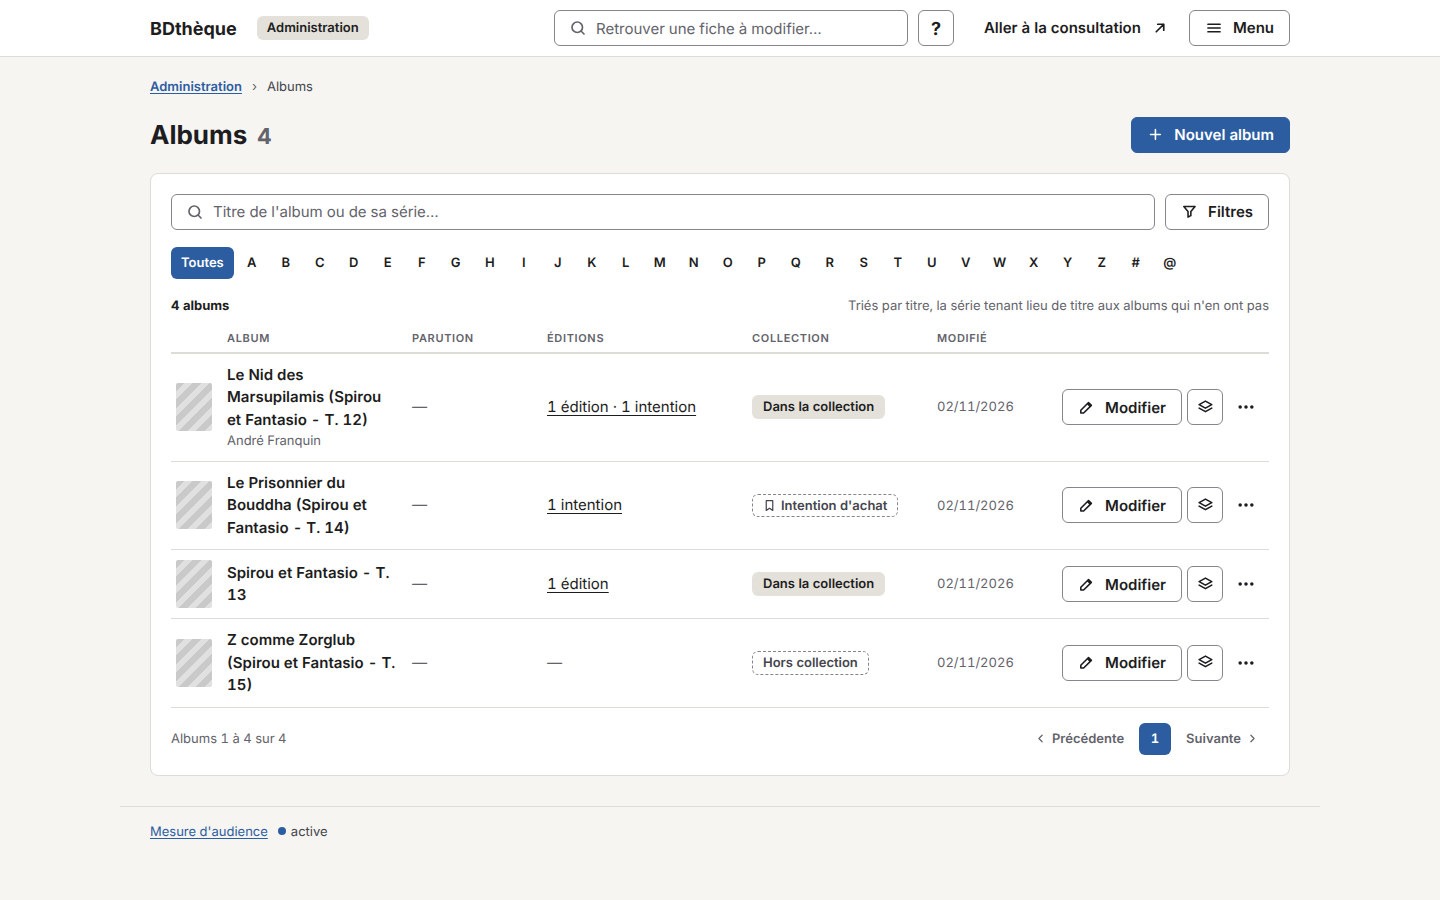 BDthèque
Administration
Retrouver une fiche à modifier...
?
Aller à la consultation
Menu
Administration › Albums
Albums 4
Nouvel album
Titre de l'album ou de sa série...
Filtres
Toutes A B C D E F G H I J K L M N O P Q R S T U V W X Y Z # @
4 albums
Triés par titre, la série tenant lieu de titre aux albums qui n'en ont pas
ALBUM PARUTION ÉDITIONS COLLECTION MODIFIÉ
Le Nid des
Marsupilamis (Spirou
et Fantasio - T. 12)
André Franquin
— 1 édition · 1 intention Dans la collection 02/11/2026 Modifier
Le Prisonnier du
Bouddha (Spirou et
Fantasio - T. 14)
— 1 intention Intention d'achat 02/11/2026 Modifier
Spirou et Fantasio - T.
13
— 1 édition Dans la collection 02/11/2026 Modifier
Z comme Zorglub
(Spirou et Fantasio - T.
15)
— — Hors collection 02/11/2026 Modifier
Albums 1 à 4 sur 4
Précédente 1 Suivante
Mesure d'audience active